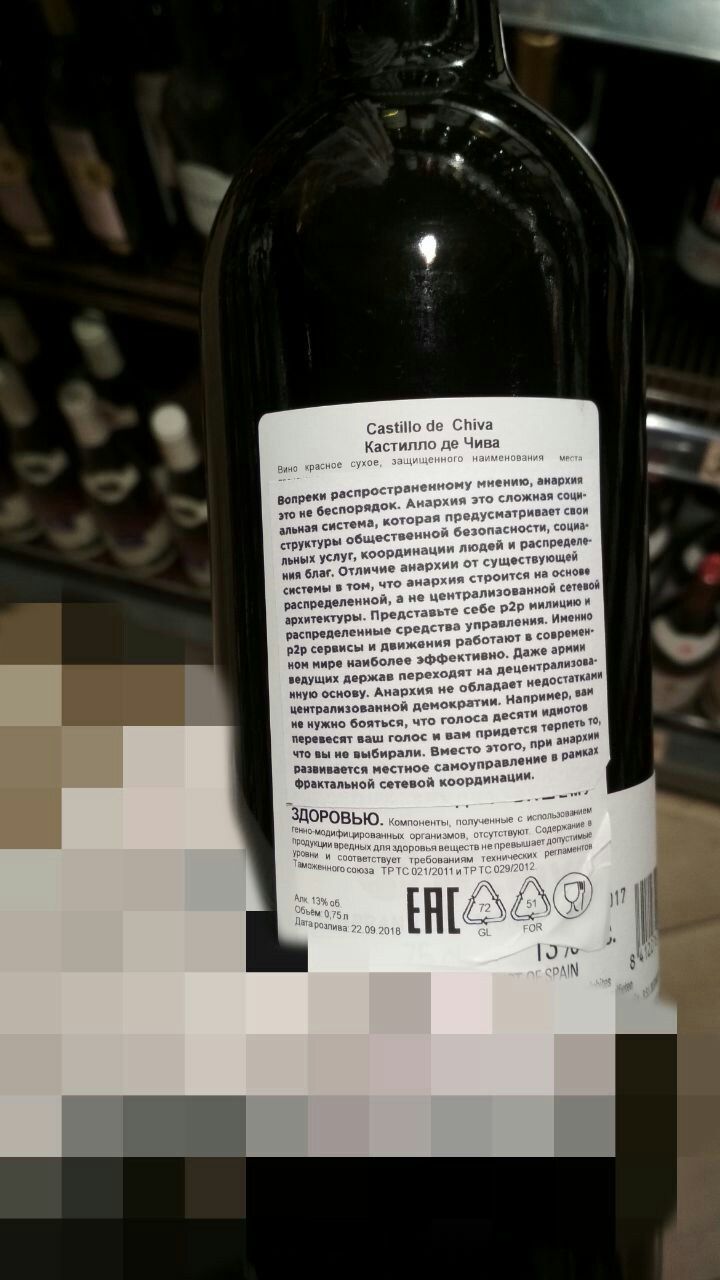 Castillo de Chiva
Кастилло де Чива
Вино красное сухое, защищенного наименования места
Вопреки распространенному мнению, анархия
это не беспорядок. Анархия это сложная соци-
альная система, которая предусматривает свои
структуры общественной безопасности, социа-
льных услуг, координации людей и распределе-
ния благ. Отличие анархии от существующей
системы в том, что анархия строится на основе
распределенной, а не централизованной сетевой
архитектуры. Представьте себе p2p милицию и
распределенные средства управления. Именно
p2p сервисы и движения работают в современ-
ном мире наиболее эффективно. Даже армии
ведущих держав переходят на децентрализова-
нную основу. Анархия не обладает недостатками
централизованной демократии. Например, вам
не нужно бояться, что голоса десяти идиотов
перевесят ваш голос и вам придется терпеть то,
что вы не выбирали. Вместо этого, при анархии
развивается местное самоуправление в рамках
фрактальной сетевой координации.
ЗДОРОВЬЮ. Компоненты, полученные с использованием
генно-модифицированных организмов, отсутствуют. Содержание в
продукции вредных для здоровья веществ не превышает допустимые
уровни и соответствует требованиям технических регламентов
Таможенного союза ТР ТС 021/2011 и ТР ТС 029/2012.
Алк. 13% об.
Объем: 0,75 л
Дата розлива: 22.09.2018
EAC
72
GL
51
FOR
017
13%
OF SPAIN